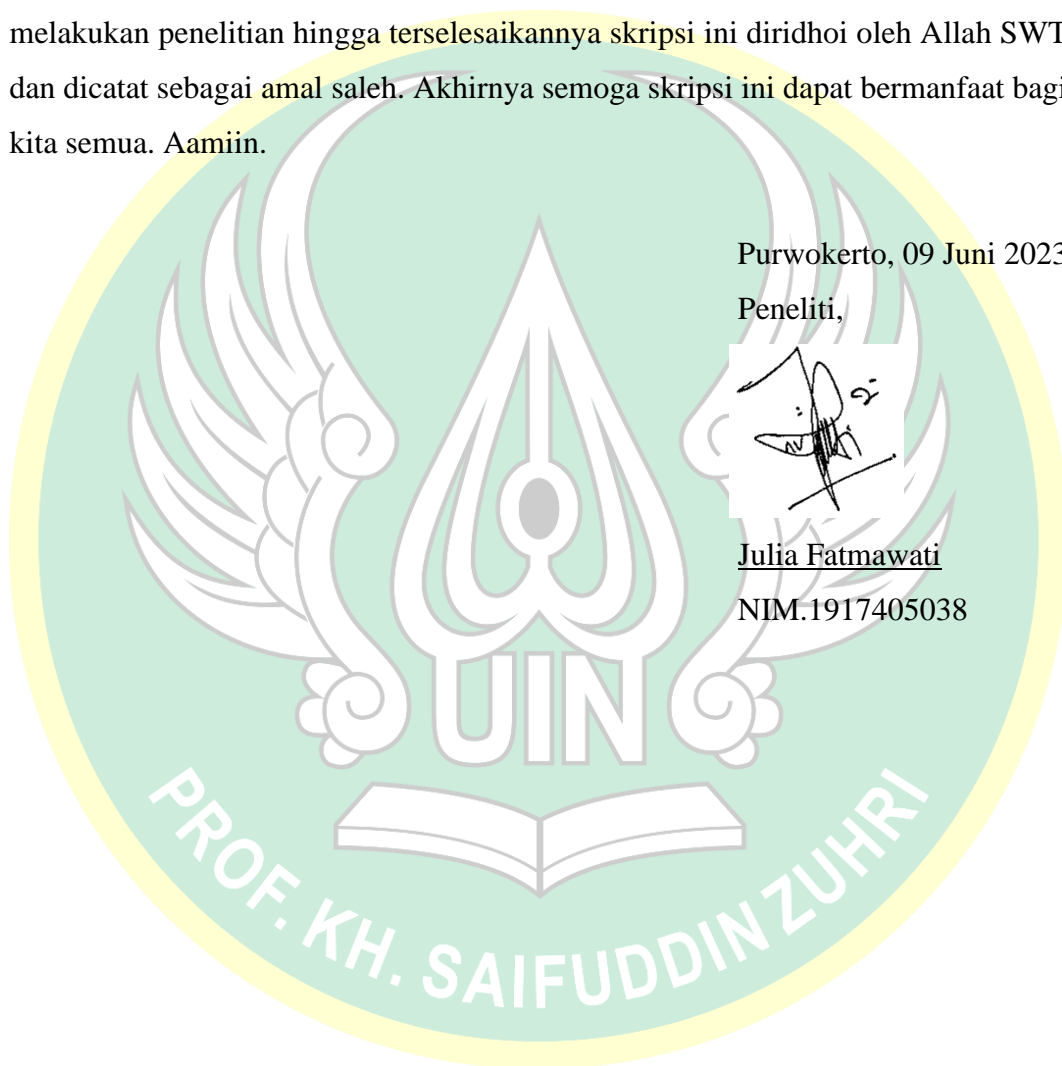 melakukan penelitian hingga terselesaikannya skripsi ini diridhoi oleh Allah SWT
dan dicatat sebagai amal saleh. Akhirnya semoga skripsi ini dapat bermanfaat bagi
kita semua. Aamiin.
Purwokerto, 09 Juni 2023
Peneliti,
Julia Fatmawati
NIM.1917405038
UIN
PROF. KH. SAIFUDDIN ZUHRI